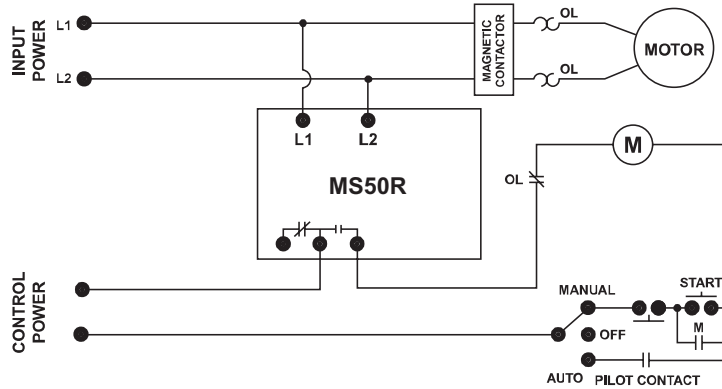 INPUT
POWER
L1
L2
MAGNETIC
CONTACTOR
OL
OL
MOTOR
L1
L2
MS50R
OL
M
CONTROL
POWER
MANUAL
START
OFF
M
AUTO
PILOT CONTACT